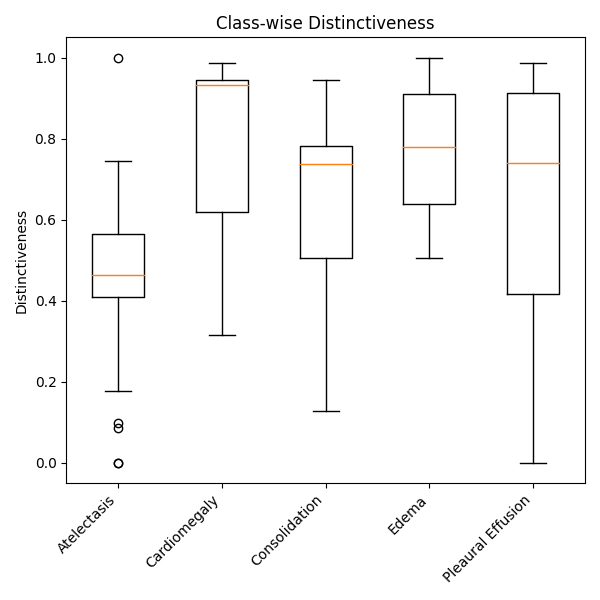 Class-wise Distinctiveness
1.0
0.8
0.6
0.4
0.2
0.0
Distinctiveness
Atelectasis
Cardiomegaly
Consolidation
Edema
Pleaural Effusion